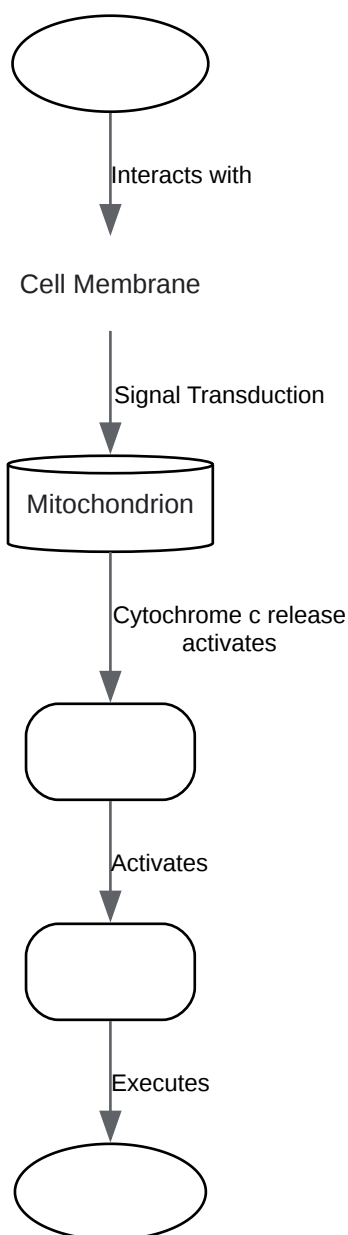 Interacts with
Cell Membrane
Signal Transduction
Mitochondrion
Cytochrome c release
activates
Activates
Executes